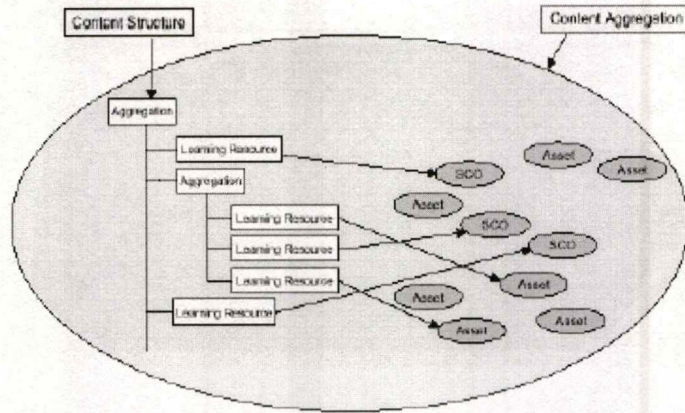 Content Structure
Content Aggregation
Aggregation
Learning Resource
Asset
Asset
SCO
Aggregation
Asset
Learning Resource
SCO
Learning Resource
SCO
Learning Resource
Asset
Asset
Learning Resource
Asset
Asset